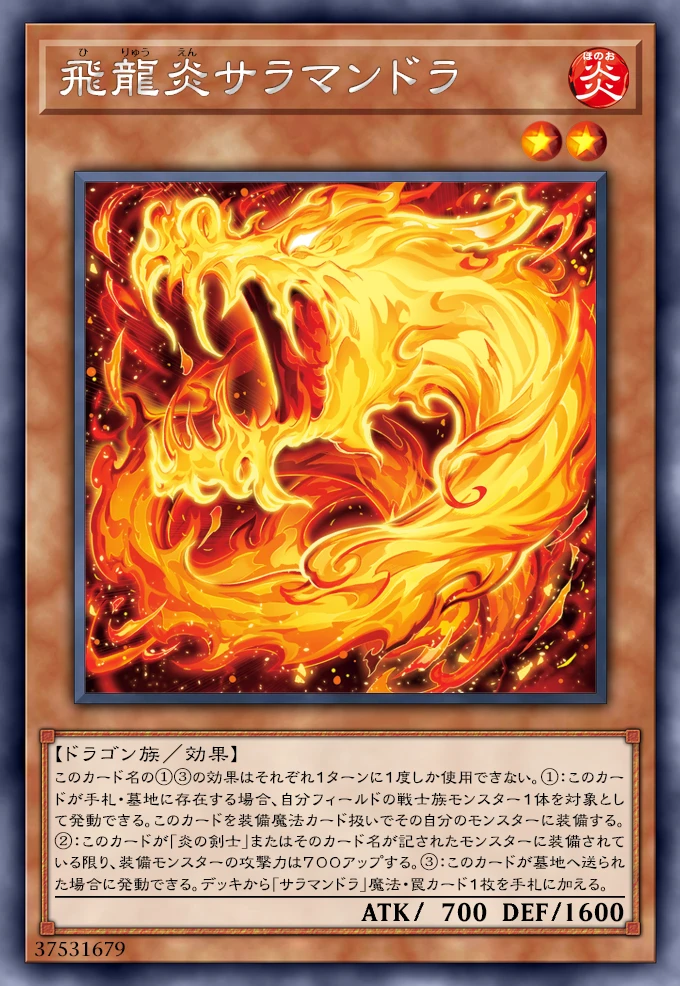 ひ りゅう えん
飛龍炎サラマンドラ
ほのお
炎
【ドラゴン族／効果】
このカード名の①③の効果はそれぞれ1ターンに1度しか使用できない。①：このカー
ドが手札・墓地に存在する場合、自分フィールドの戦士族モンスター1体を対象とし
て発動できる。このカードを装備魔法カード扱いでその自分のモンスターに装備する。
②：このカードが「炎の剣士」またはそのカード名が記されたモンスターに装備されて
いる限り、装備モンスターの攻撃力は700アップする。③：このカードが墓地へ送られ
た場合に発動できる。デッキから「サラマンドラ」魔法・罠カード1枚を手札に加える。
ATK/ 700 DEF/1600
37531679